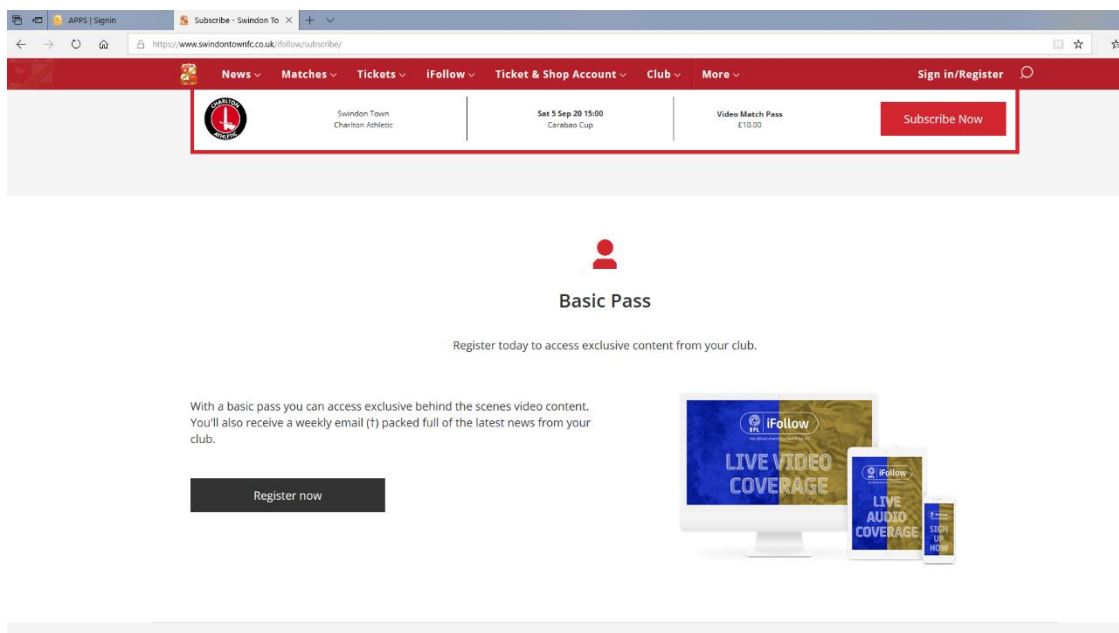 APPS | Signin
Subscribe - Swindon To
https://www.swindontownfc.co.uk/ifollow/subscribe/
News Matches Tickets iFollow Ticket & Shop Account Club More Sign in/Register
CHARLTON
ATHLETIC
Swindon Town
Charlton Athletic
Sat 5 Sep 20 15:00
Carabao Cup
Video Match Pass
£10.00
Subscribe Now
Basic Pass
Register today to access exclusive content from your club.
With a basic pass you can access exclusive behind the scenes video content.
You'll also receive a weekly email (†) packed full of the latest news from your
club.
Register now
EFL iFollow
LIVE VIDEO
COVERAGE
EFL iFollow
LIVE
AUDIO
COVERAGE
SIGN
UP
NOW